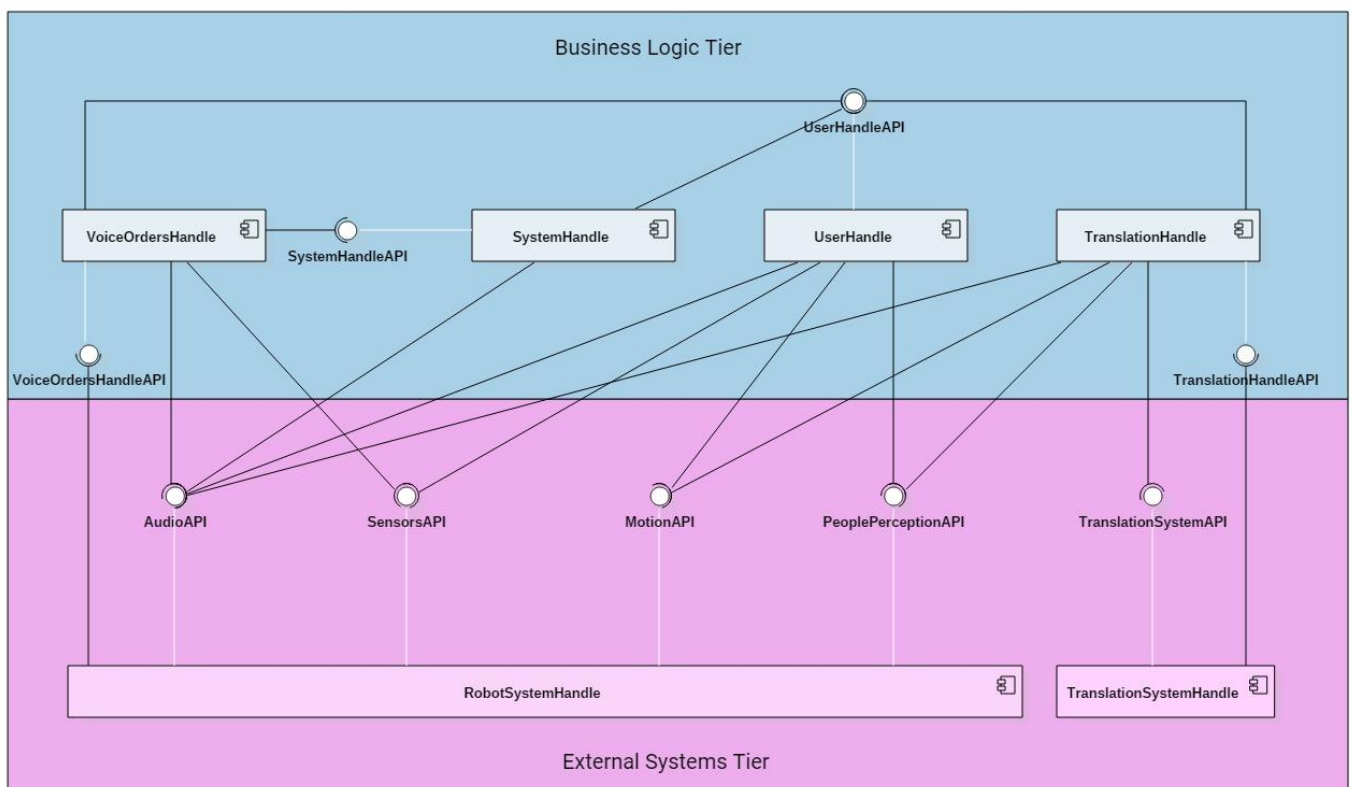 Business Logic Tier
UserHandleAPI
VoiceOrdersHandle
SystemHandleAPI
SystemHandle
UserHandle
TranslationHandle
VoiceOrdersHandleAPI
TranslationHandleAPI
AudioAPI
SensorsAPI
MotionAPI
PeoplePerceptionAPI
TranslationSystemAPI
RobotSystemHandle
TranslationSystemHandle
External Systems Tier